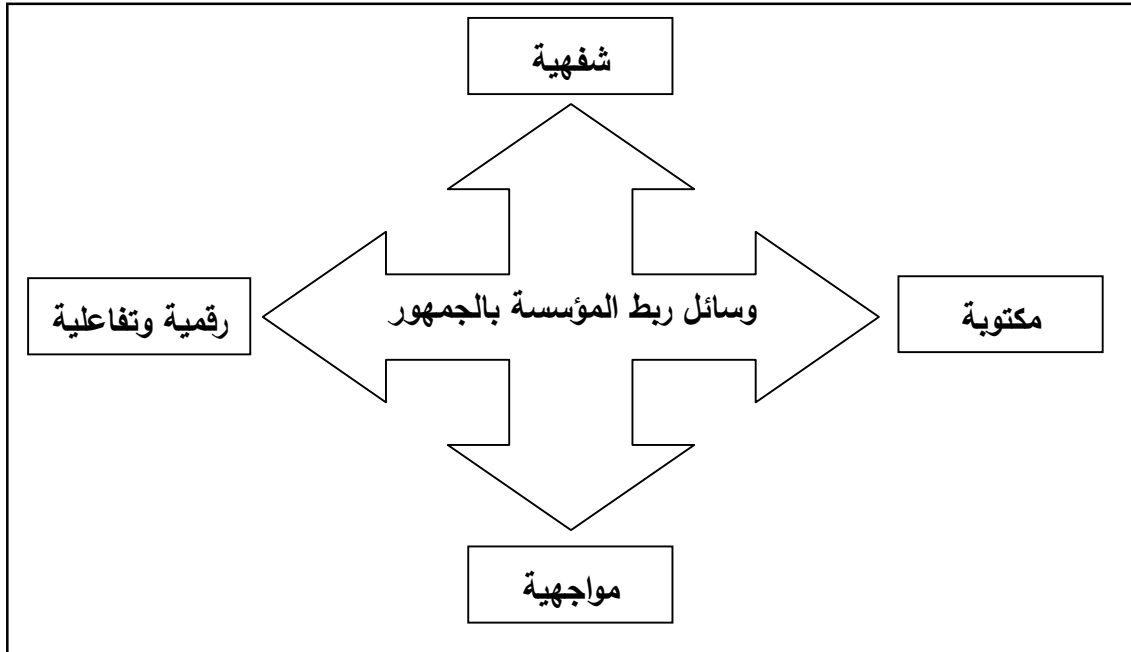 شفهية
وسائل ربط المؤسسة بالجمهور
مكتوبة
رقمية وتفاعلية
مواجهية